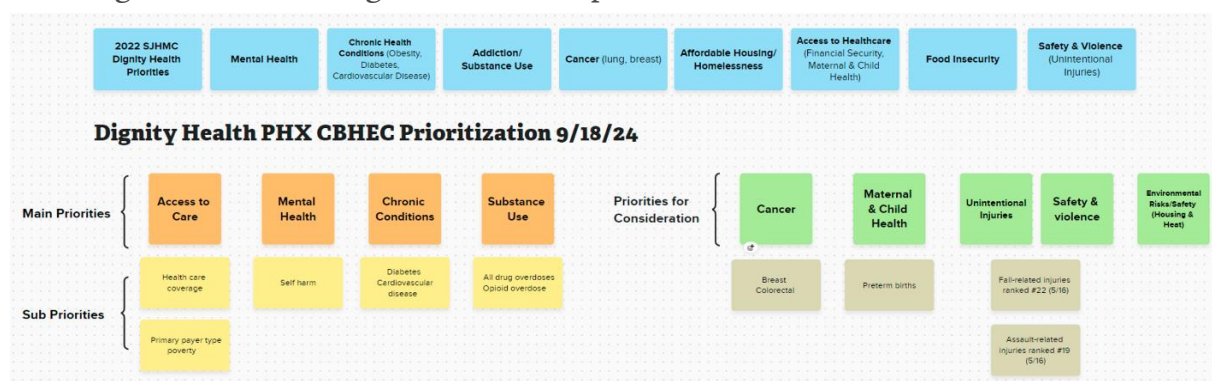 2022 SJHMC
Dignity Health
Priorities
Mental Health
Chronic Health
Conditions (Obesity,
Diabetes,
Cardiovascular Disease)
Addiction/
Substance Use
Cancer (lung, breast)
Affordable Housing/
Homelessness
Access to Healthcare
(Financial Security,
Maternal & Child
Health)
Food Insecurity
Safety & Violence
(Unintentional
Injuries)
Dignity Health PHX CBHEC Prioritization 9/18/24
Main Priorities
Access to
Care
Mental
Health
Chronic
Conditions
Substance
Use
Priorities for
Consideration
Cancer
Maternal
& Child
Health
Unintentional
Injuries
Safety &
violence
Environmental
Risks/Safety
(Housing &
Heat)
Sub Priorities
Health care
coverage
Self harm
Diabetes
Cardiovascular
disease
All drug overdoses
Opioid overdose
Breast
Colorectal
Preterm births
Fall-related injuries
ranked #22 (5/16)
Primary payer type
poverty
Assault-related
injuries ranked #19
(5/16)